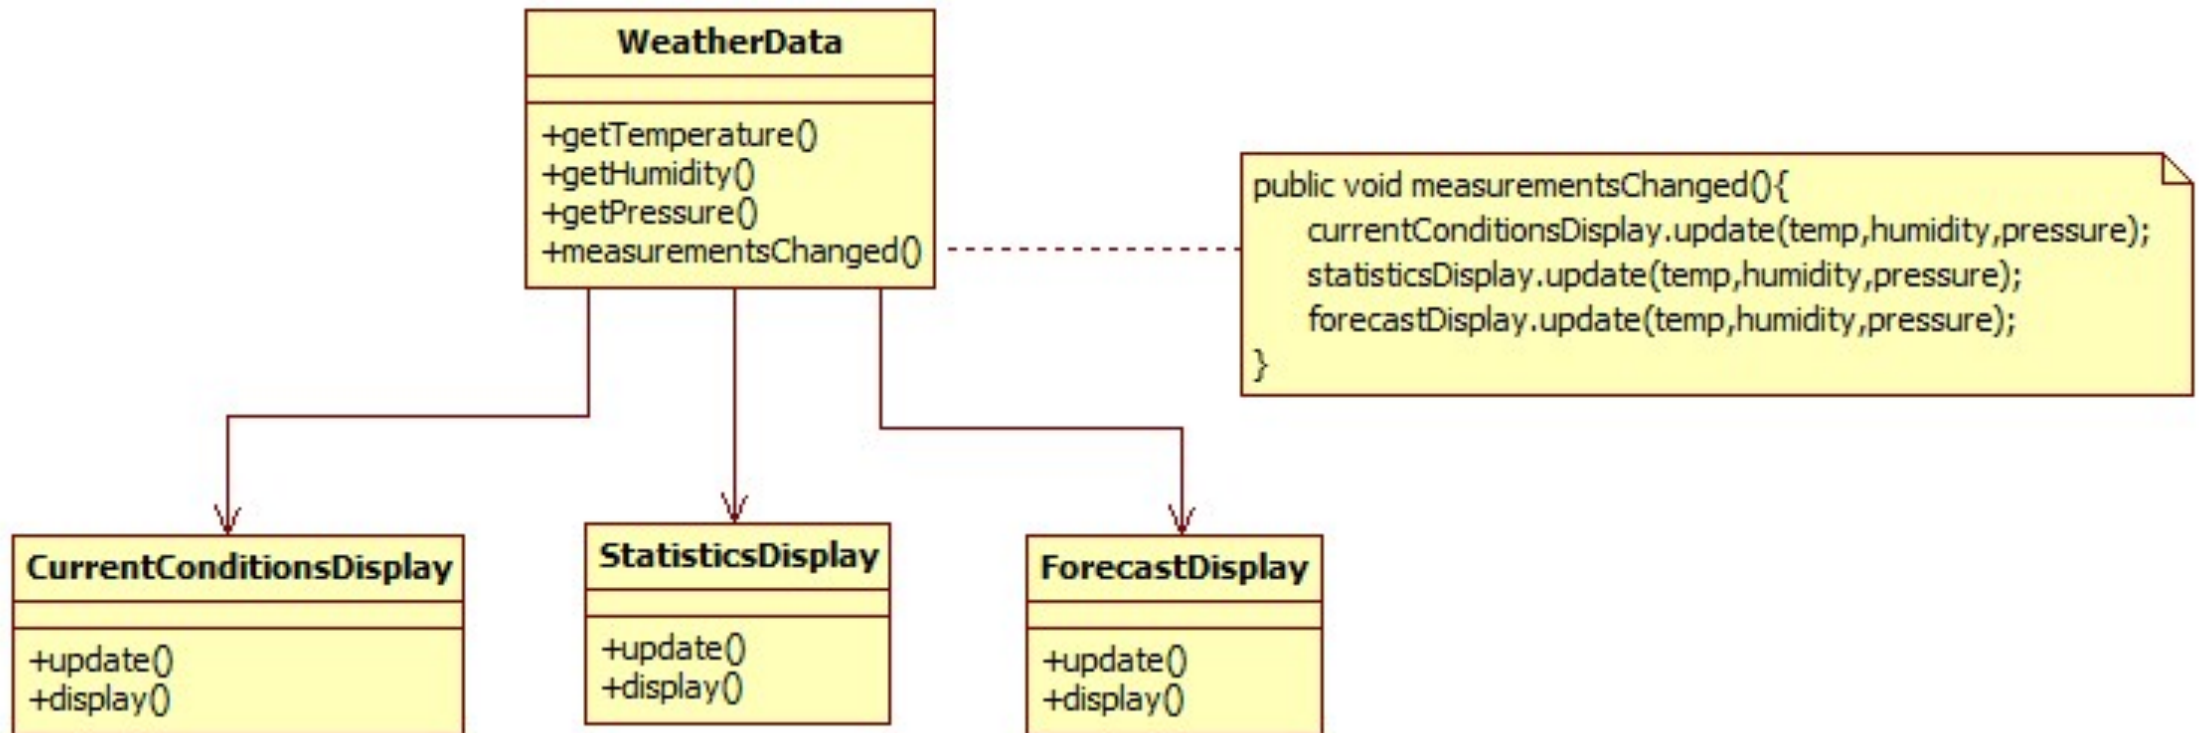 WeatherData
+getTemperature()
+getHumidity()
+getPressure()
+measurementsChanged()
public void measurementsChanged(){
currentConditionsDisplay.update(temp,humidity,pressure);
statisticsDisplay.update(temp,humidity,pressure);
forecastDisplay.update(temp,humidity,pressure);
}
CurrentConditionsDisplay
+update()
+display()
StatisticsDisplay
+update()
+display()
ForecastDisplay
+update()
+display()